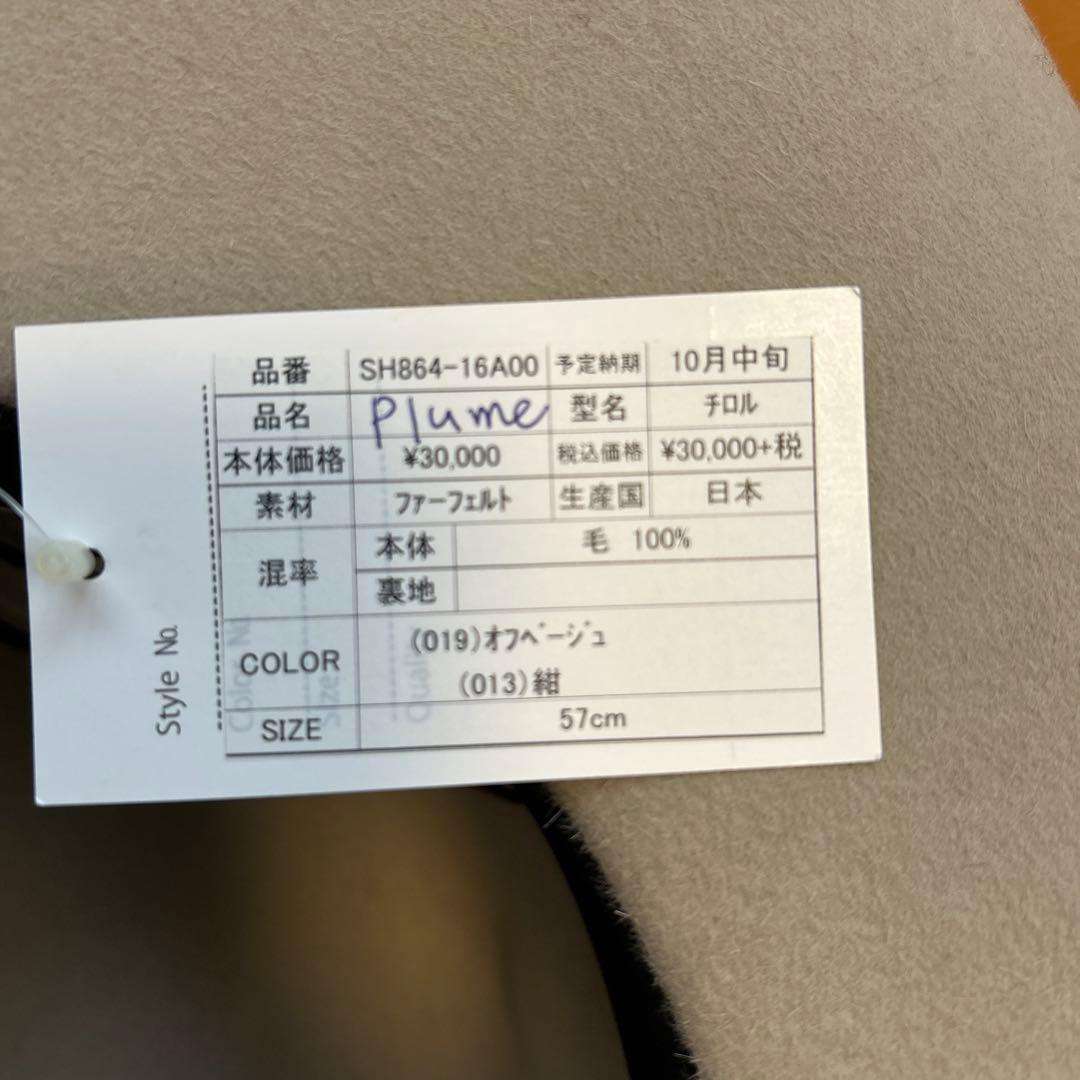 品番 SH864-16A00 予定納期 10月中旬
品名 Plume 型名 チロル
本体価格 ¥30,000 税込価格 ¥30,000+税
素材 ファーフェルト 生産国 日本
混率 本体 毛 100%
裏地
COLOR (019)オフベージュ
(013)紺
SIZE 57cm
Style No.
Color N
Size
Qual